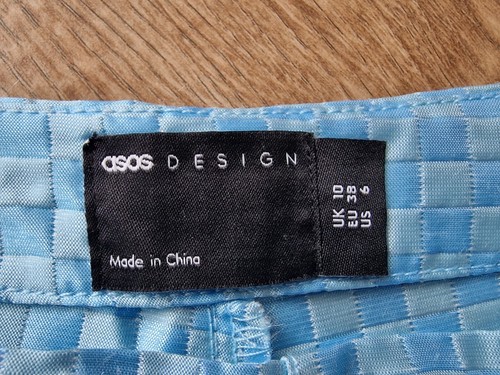 asos DESIGN
Made in China
UK 10
EU 38
US 6